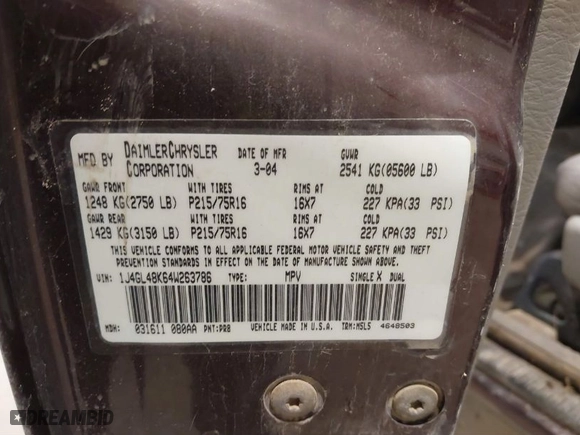 MFD BY DAIMLERCHRYSLER CORPORATION DATE OF MFR 3-04 GVWR 2541 KG(05600 LB)
GAWR FRONT WITH TIRES RIMS AT COLD
1248 KG(2750 LB) P215/75R16 16X7 227 KPA(33 PSI)
GAWR REAR WITH TIRES RIMS AT COLD
1429 KG(3150 LB) P215/75R16 16X7 227 KPA(33 PSI)
THIS VEHICLE CONFORMS TO ALL APPLICABLE FEDERAL MOTOR VEHICLE SAFETY AND THEFT
PREVENTION STANDARDS IN EFFECT ON THE DATE OF MANUFACTURE SHOWN ABOVE.
VIN: 1J4GL48K64W263786 TYPE: MPV SINGLE X DUAL
MDH: 031611 080AA PNT:PR8 VEHICLE MADE IN U.S.A. TRM:MSL5 4648503
DREAMBID